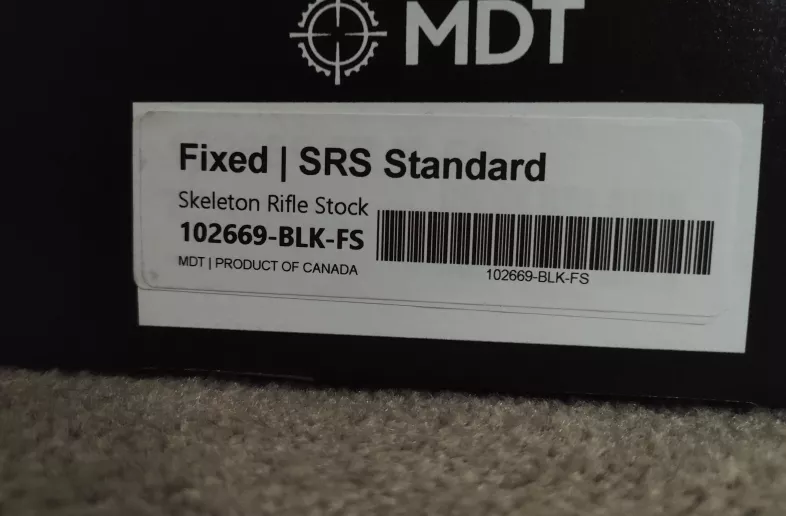 MDT
Fixed | SRS Standard
Skeleton Rifle Stock
102669-BLK-FS
MDT | PRODUCT OF CANADA
102669-BLK-FS